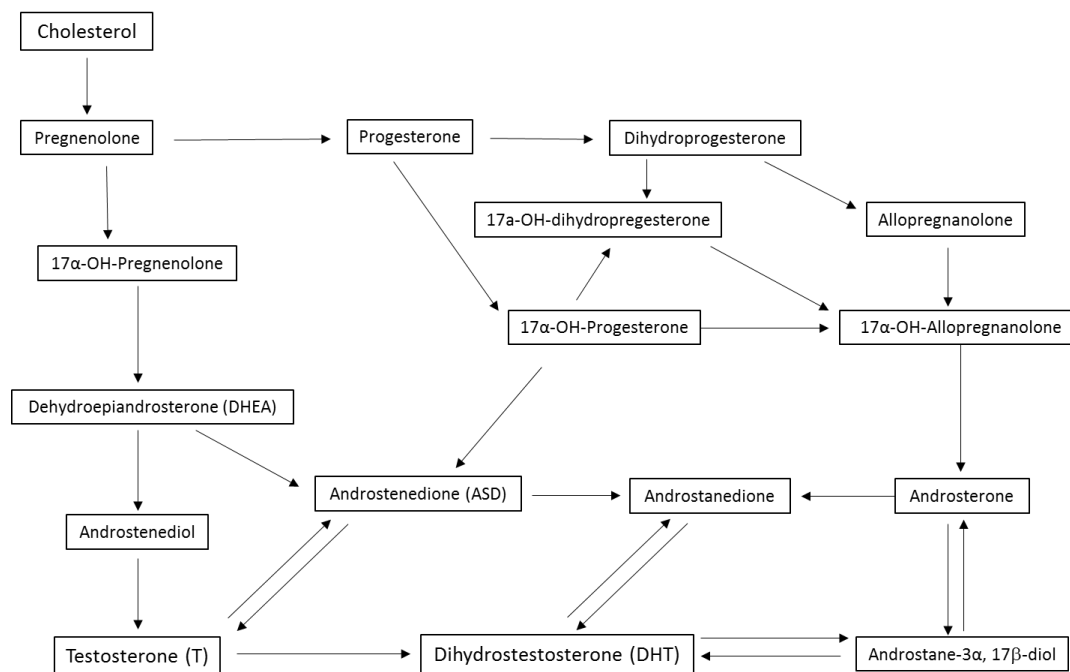 Cholesterol
Pregnenolone
Progesterone
Dihydroprogesterone
17a-OH-dihydropregesterone
Allopregnanolone
17α-OH-Pregnenolone
17α-OH-Progesterone
17α-OH-Allopregnanolone
Dehydroepiandrosterone (DHEA)
Androstenedione (ASD)
Androstanedione
Androsterone
Androstenediol
Testosterone (T)
Dihydrostestosterone (DHT)
Androstane-3α, 17β-diol